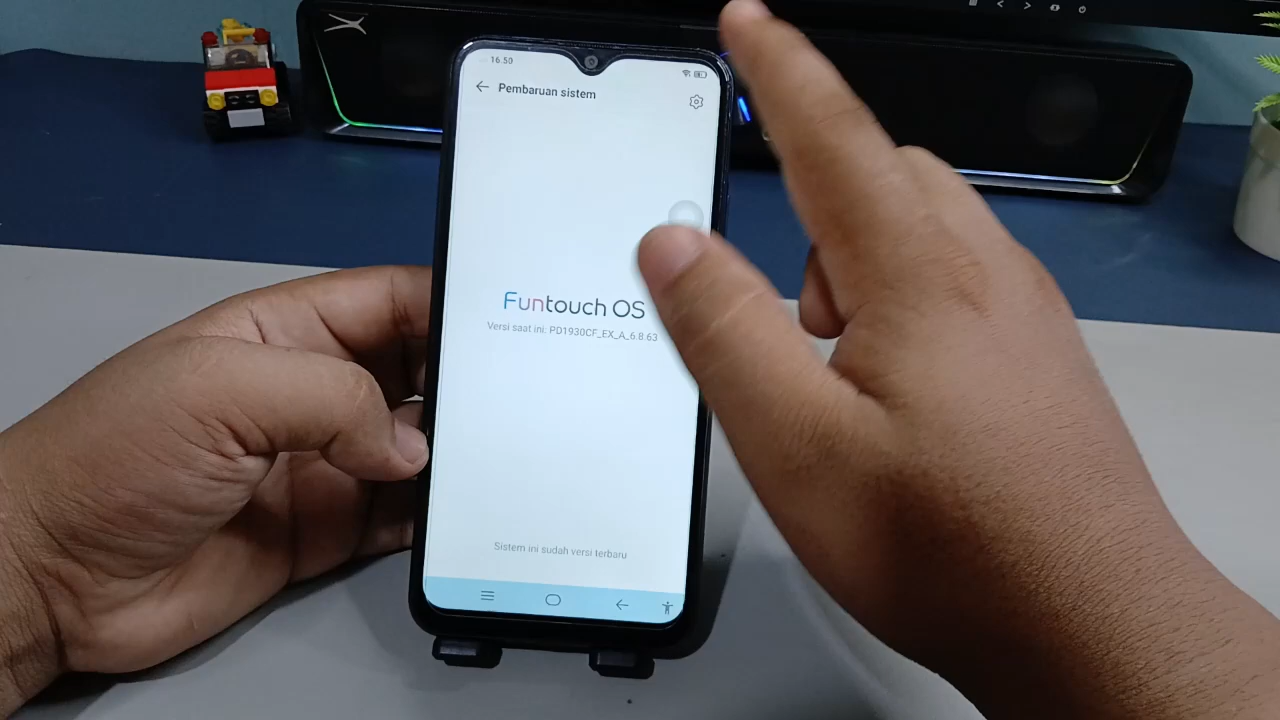 16.50
Pembaruan sistem
Funtouch OS
Versi saat ini: PD1930CF_EX_A_6.8.63
Sistem ini sudah versi terbaru